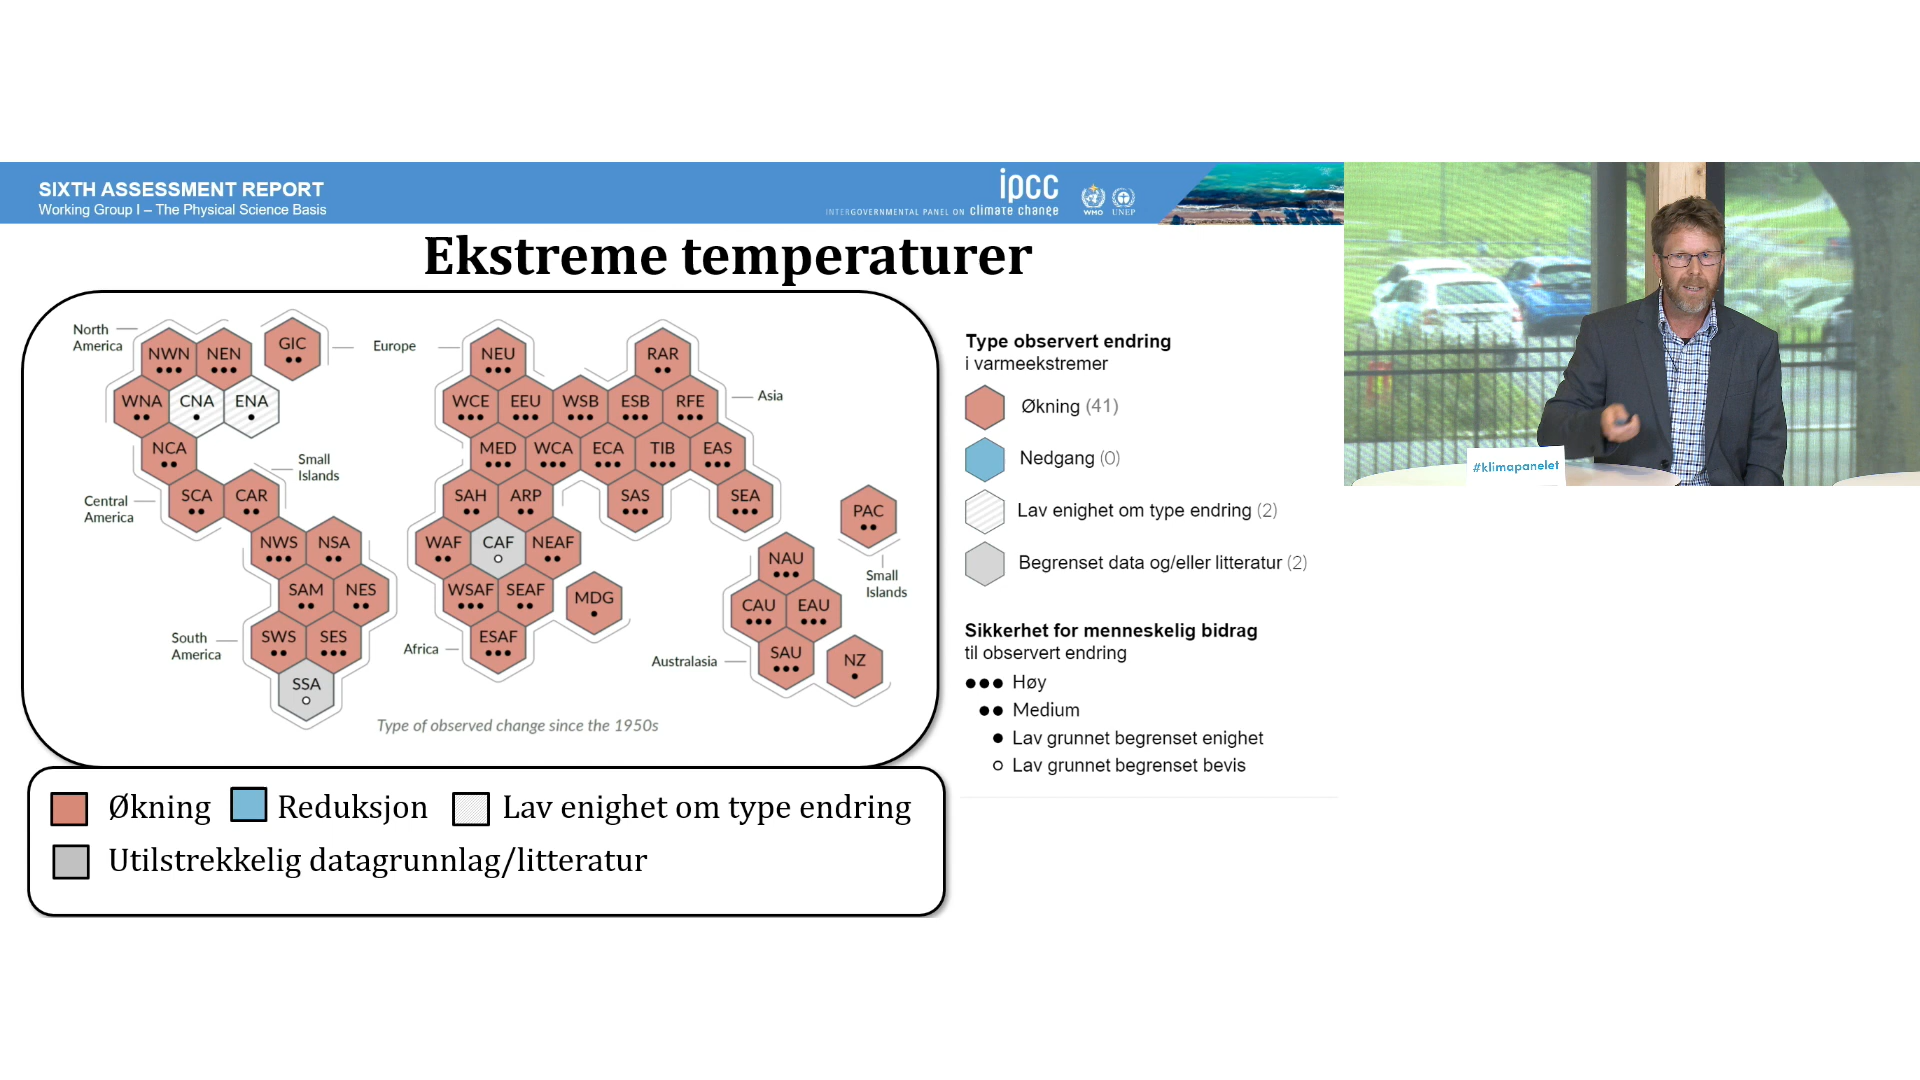 SIXTH ASSESSMENT REPORT
Working Group I – The Physical Science Basis
ipcc
INTERGOVERNMENTAL PANEL ON climate change
WMO
UNEP
Ekstreme temperaturer
North
America
NWN
NEN
GIC
Europe
NEU
RAR
WNA
CNA
ENA
WCE
EEU
WSB
ESB
RFE
Asia
NCA
MED
WCA
ECA
TIB
EAS
Small
Islands
Central
America
SCA
CAR
SAH
ARP
SAS
SEA
PAC
NWS
NSA
WAF
CAF
NEAF
NAU
Small
Islands
SAM
NES
WSAF
SEAF
MDG
CAU
EAU
South
America
SWS
SES
Africa
ESAF
Australasia
SAU
NZ
SSA
Type of observed change since the 1950s
Type observert endring
i varmeekstremer
Økning (41)
Nedgang (0)
Lav enighet om type endring (2)
Begrenset data og/eller litteratur (2)
Sikkerhet for menneskelig bidrag
til observert endring
Høy
Medium
Lav grunnet begrenset enighet
Lav grunnet begrenset bevis
Økning
Reduksjon
Lav enighet om type endring
Utilstrekkelig datagrunnlag/litteratur
#klimapanelet